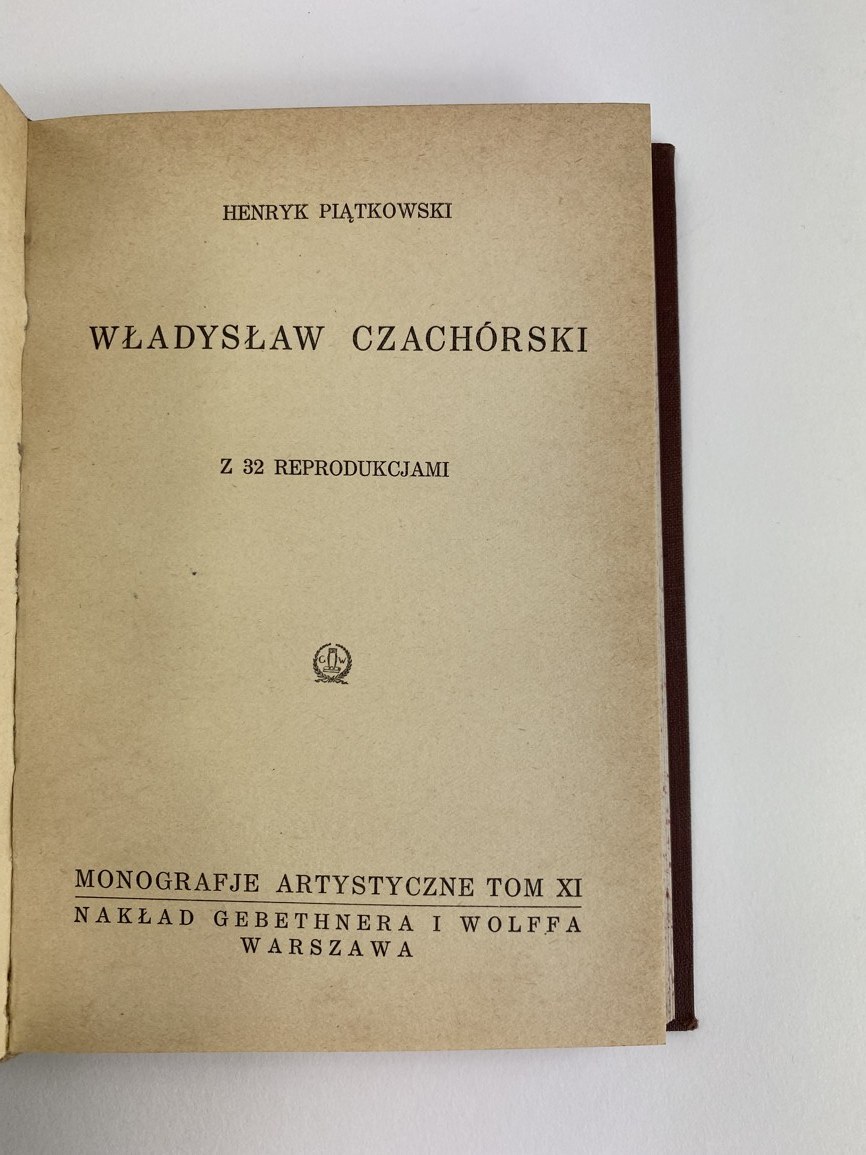 HENRYK PIĄTKOWSKI
WŁADYSŁAW CZACHÓRSKI
Z 32 REPRODUKCJAMI
G W
MONOGRAFJE ARTYSTYCZNE TOM XI
NAKŁAD GEBETHNERA I WOLFFA
WARSZAWA